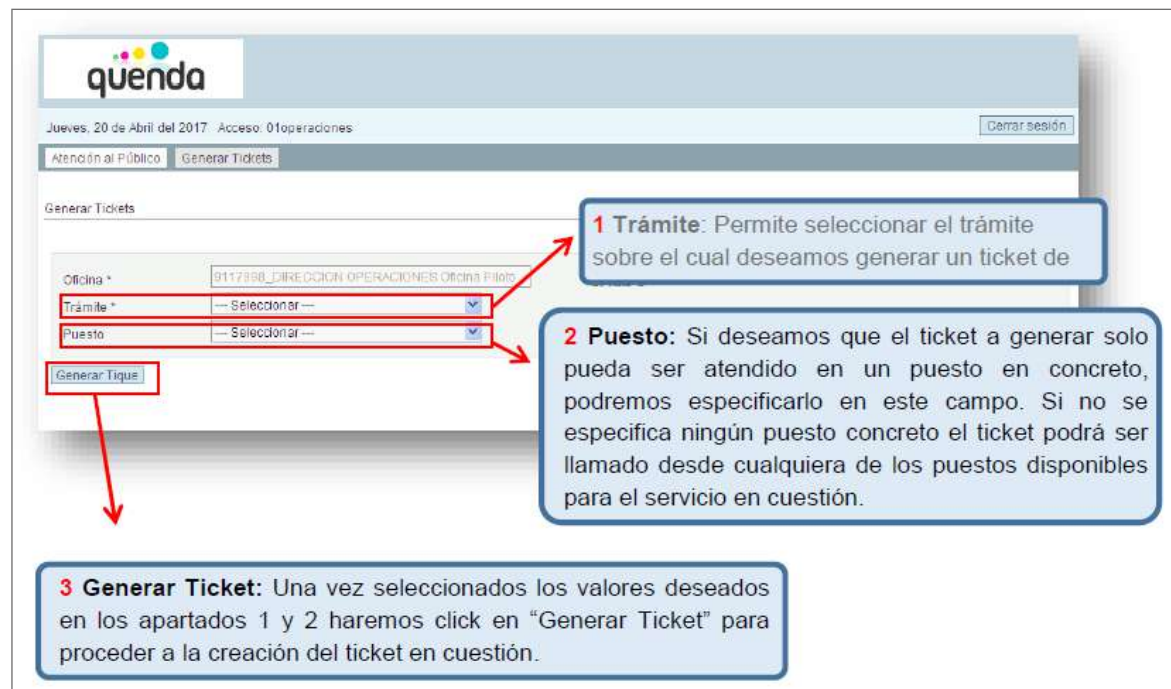 quenda
Jueves, 20 de Abril del 2017 Acceso: 01operaciones
Cerrar sesión
Atención al Público
Generar Tickets
Generar Tickets
Oficina *
9117898_DIRECCION OPERACIONES Oficina Piloto
Trámite *
--- Seleccionar ---
Puesto
--- Seleccionar ---
Generar Tique
1 Trámite: Permite seleccionar el trámite
sobre el cual deseamos generar un ticket de
2 Puesto: Si deseamos que el ticket a generar solo
pueda ser atendido en un puesto en concreto,
podremos especificarlo en este campo. Si no se
especifica ningún puesto concreto el ticket podrá ser
llamado desde cualquiera de los puestos disponibles
para el servicio en cuestión.
3 Generar Ticket: Una vez seleccionados los valores deseados
en los apartados 1 y 2 haremos click en “Generar Ticket” para
proceder a la creación del ticket en cuestión.